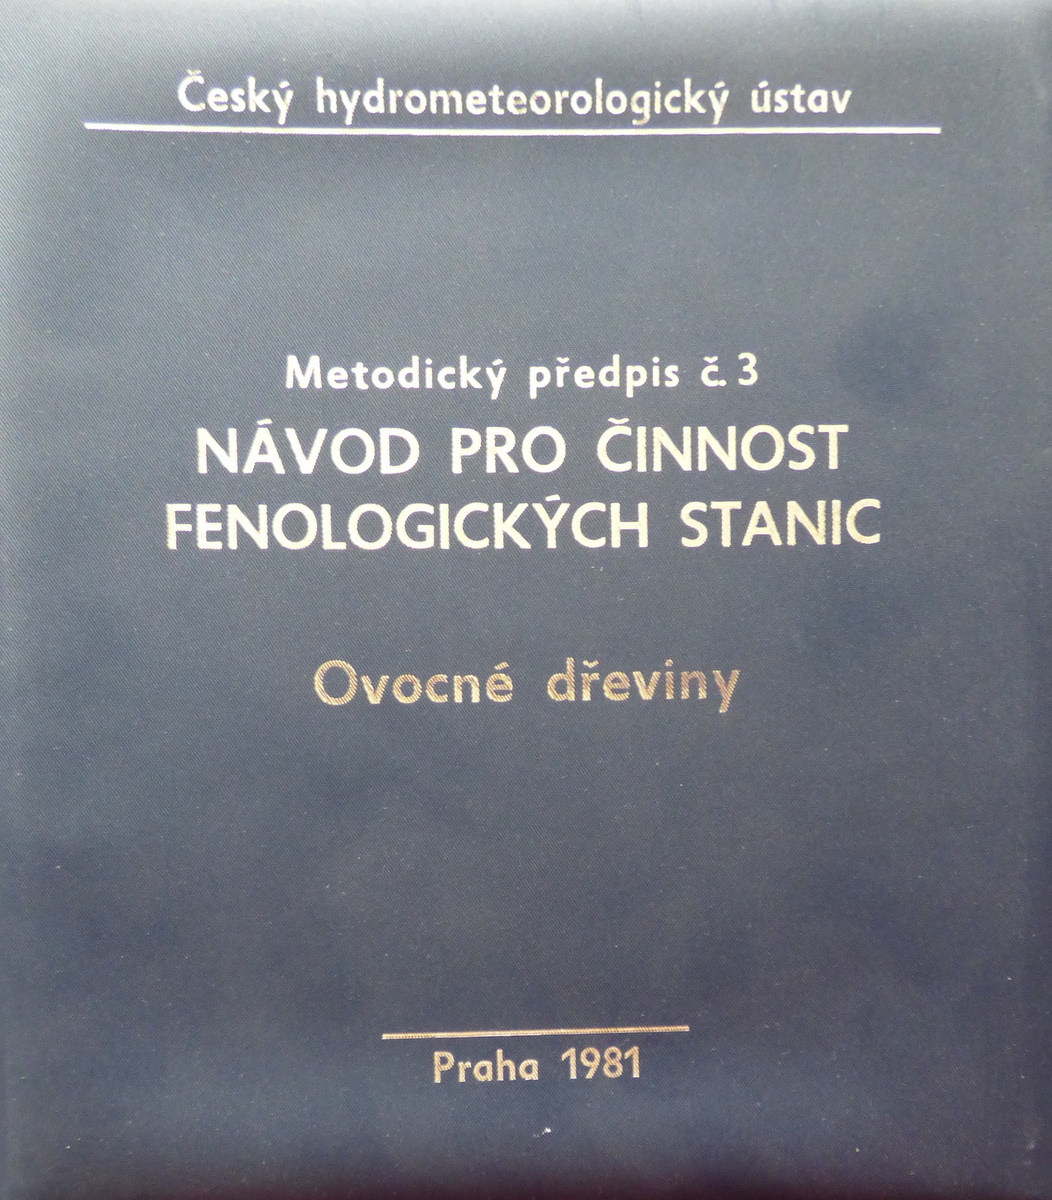 Český hydrometeorologický ústav
Metodický předpis č. 3
NÁVOD PRO ČINNOST
FENOLOGICKÝCH STANIC
Ovocné dřeviny
Praha 1981